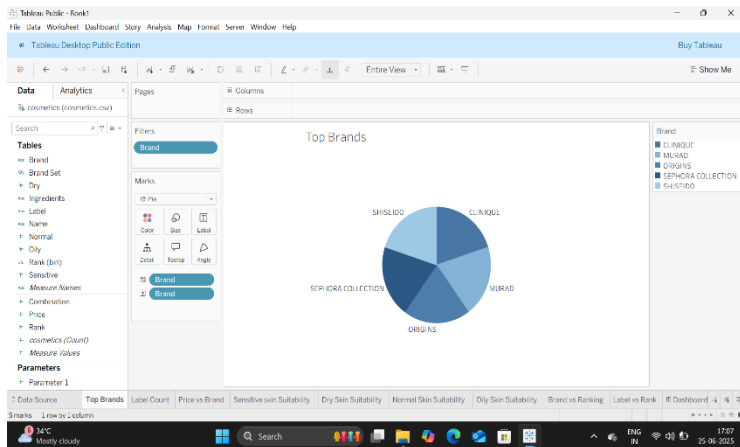 Tableau Public - Book1
File Data Worksheet Dashboard Story Analysis Map Format Server Window Help
Tableau Desktop Public Edition
Buy Tableau
Entire View
Show Me
Data Analytics
cosmetics (cosmetics.csv)
Search
Tables
Abc Brand
Brand Set
Dry
Abc Ingredients
Abc Label
Abc Name
Normal
Oily
Rank (bin)
Sensitive
Abc Measure Names
Combination
Price
Rank
cosmetics (Count)
Measure Values
Parameters
Parameter 1
Pages
Filters
Brand
Marks
Pie
Color Size Label
Detail Tooltip Angle
Brand
Brand
Columns
Rows
Top Brands
SHISEIDO
CLINIQUE
SEPHORA COLLECTION
MURAD
ORIGINS
Brand
CLINIQUE
MURAD
ORIGINS
SEPHORA COLLECTION
SHISEIDO
Data Source Top Brands Label Count Price vs Brand Sensitive skin Suitability Dry Skin Suitability Normal Skin Suitability Oily Skin Suitability Brand vs Ranking Label vs Rank Dashboard
5 marks 1 row by 1 column
34°C
Mostly cloudy
Search
ENG
IN
17:07
25-06-2025